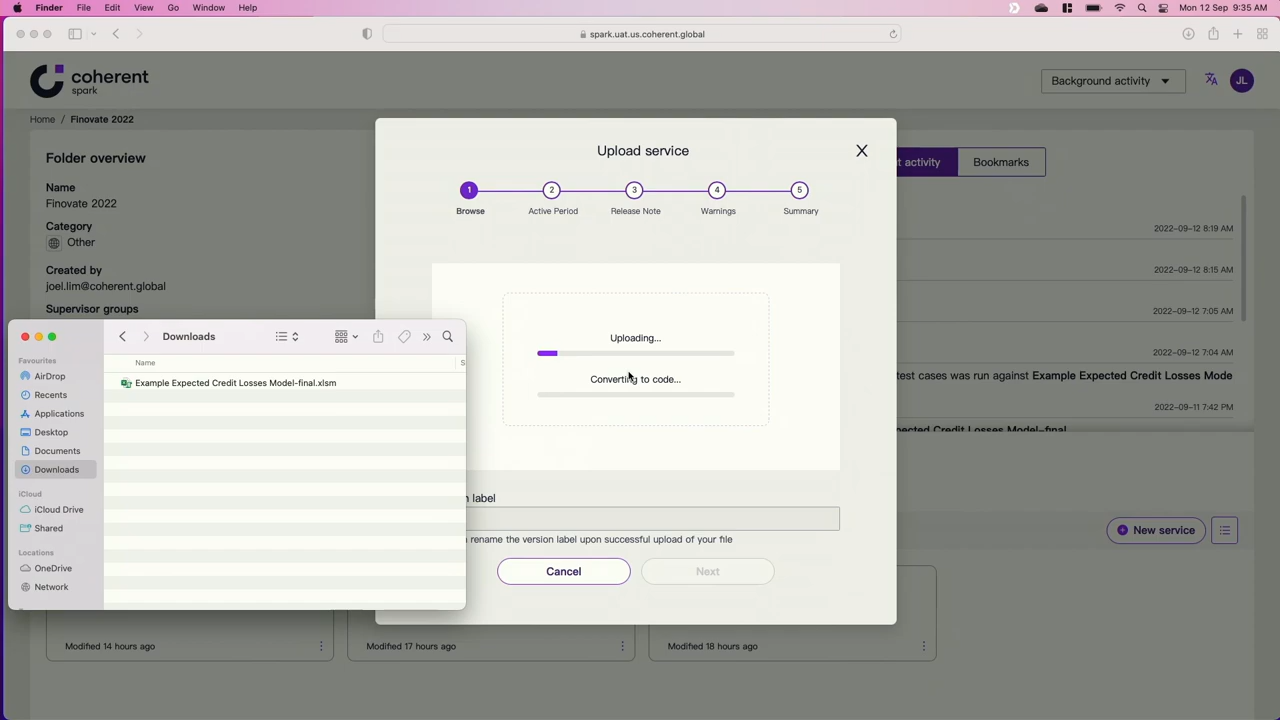 Finder File Edit View Go Window Help
Mon 12 Sep 9:35 AM
spark.uat.us.coherent.global
coherent
spark
Background activity
JL
Home / Finovate 2022
Folder overview
Name
Finovate 2022
Category
Other
Created by
joel.lim@coherent.global
Supervisor groups
Upload service
1 2 3 4 5
Browse Active Period Release Note Warnings Summary
Uploading...
Converting to code...
label
rename the version label upon successful upload of your file
Cancel
Next
activity
Bookmarks
2022-09-12 8:19 AM
2022-09-12 8:15 AM
2022-09-12 7:05 AM
2022-09-12 7:04 AM
test cases was run against Example Expected Credit Losses Mode
2022-09-11 7:42 PM
ected Credit Losses Model-final
New service
Downloads
Name
Favourites
AirDrop
Recents
Applications
Desktop
Documents
Downloads
iCloud
iCloud Drive
Shared
Locations
OneDrive
Network
Example Expected Credit Losses Model-final.xlsm
Modified 14 hours ago
Modified 17 hours ago
Modified 18 hours ago